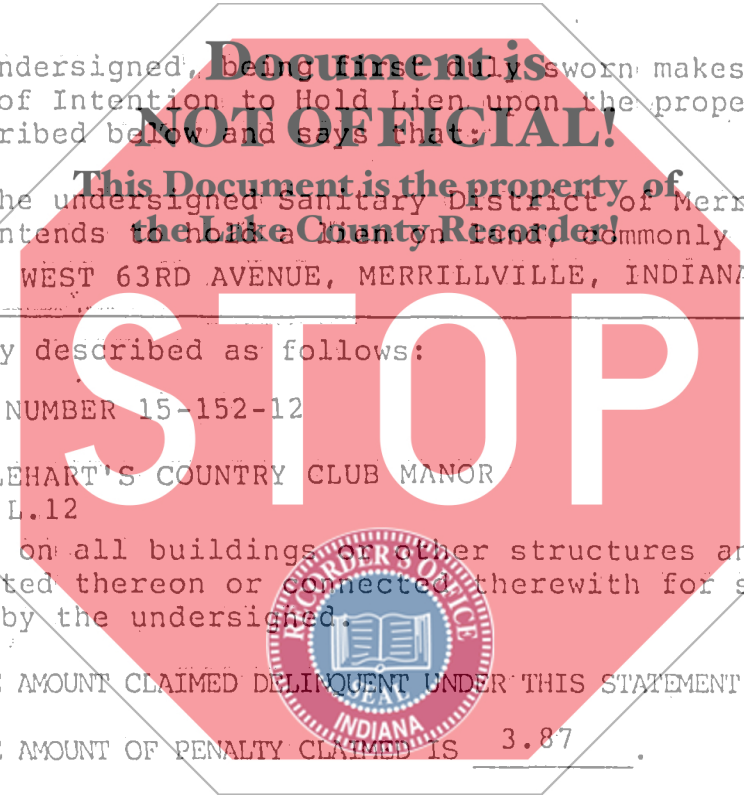 Document is
ndersigned, being first duly sworn makes
of Intention to Hold Lien upon the prope
NOT OFFICIAL!
ribed below and says that:
This Document is the property of
he undersigned Sanitary District of Merr
the Lake County Recorder!
ntends to hold a lien on land, commonly
WEST 63RD AVENUE, MERRILLVILLE, INDIANA
y described as follows:
STOP
NUMBER 15-152-12
LEHART'S COUNTRY CLUB MANOR
L.12
on all buildings or other structures an
ted thereon or connected therewith for s
by the undersigned.
RECORDER'S OFFICE
SEAL
INDIANA
E AMOUNT CLAIMED DELINQUENT UNDER THIS STATEMENT
E AMOUNT OF PENALTY CLAIMED IS 3.87 .